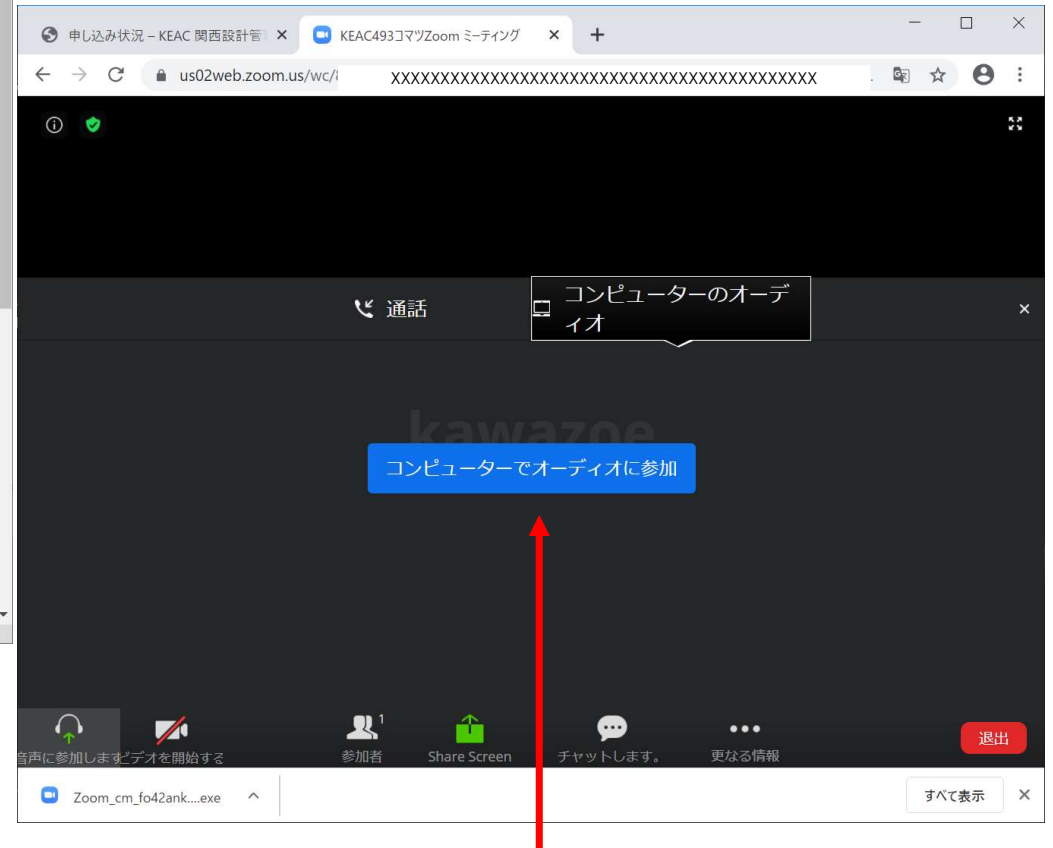 申し込み状況 – KEAC 関西設計管
KEAC493コマツZoom ミーティング
us02web.zoom.us/wc/
XXXXXXXXXXXXXXXXXXXXXXXXXXXXXXXXXXXXXXXXXX
通話
コンピューターのオーデ
ィオ
kawazoe
コンピューターでオーディオに参加
音声に参加します
ビデオを開始する
1
参加者
Share Screen
チャットします。
更なる情報
退出
Zoom_cm_fo42ank....exe
すべて表示